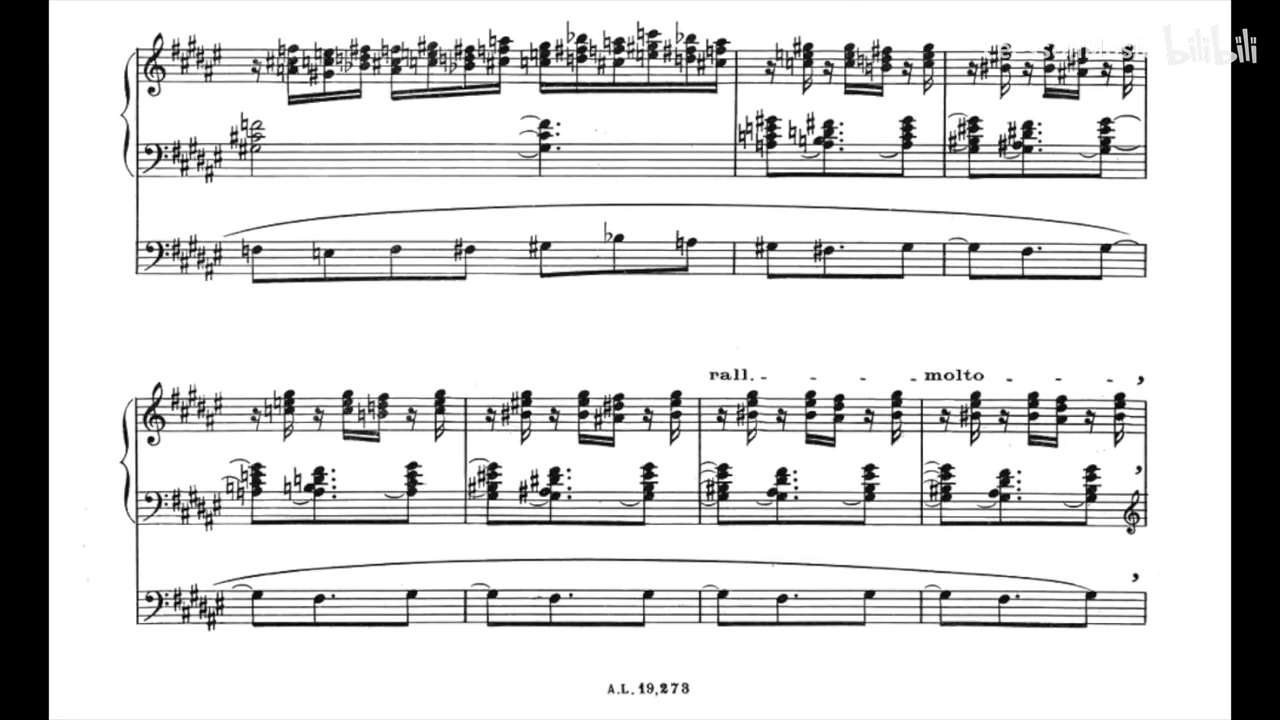 bilibili
rall. - - - - molto - - - -
A.L. 19,273